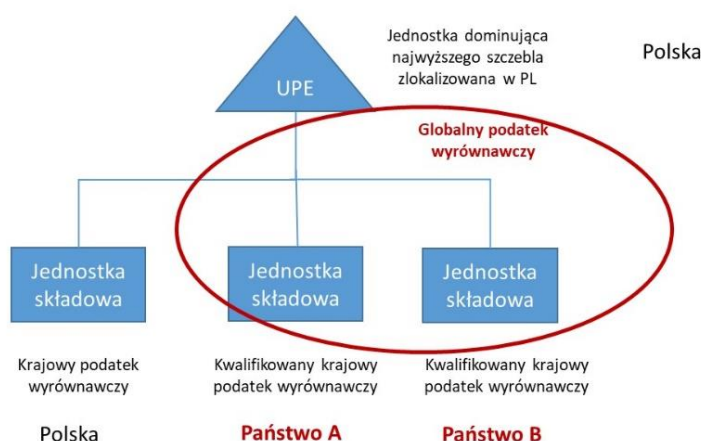 Jednostka dominująca
najwyższego szczebla
zlokalizowana w PL
Polska
UPE
Globalny podatek
wyrównawczy
Jednostka
składowa
Jednostka
składowa
Jednostka
składowa
Krajowy podatek
wyrównawczy
Kwalifikowany krajowy
podatek wyrównawczy
Kwalifikowany krajowy
podatek wyrównawczy
Polska
Państwo A
Państwo B